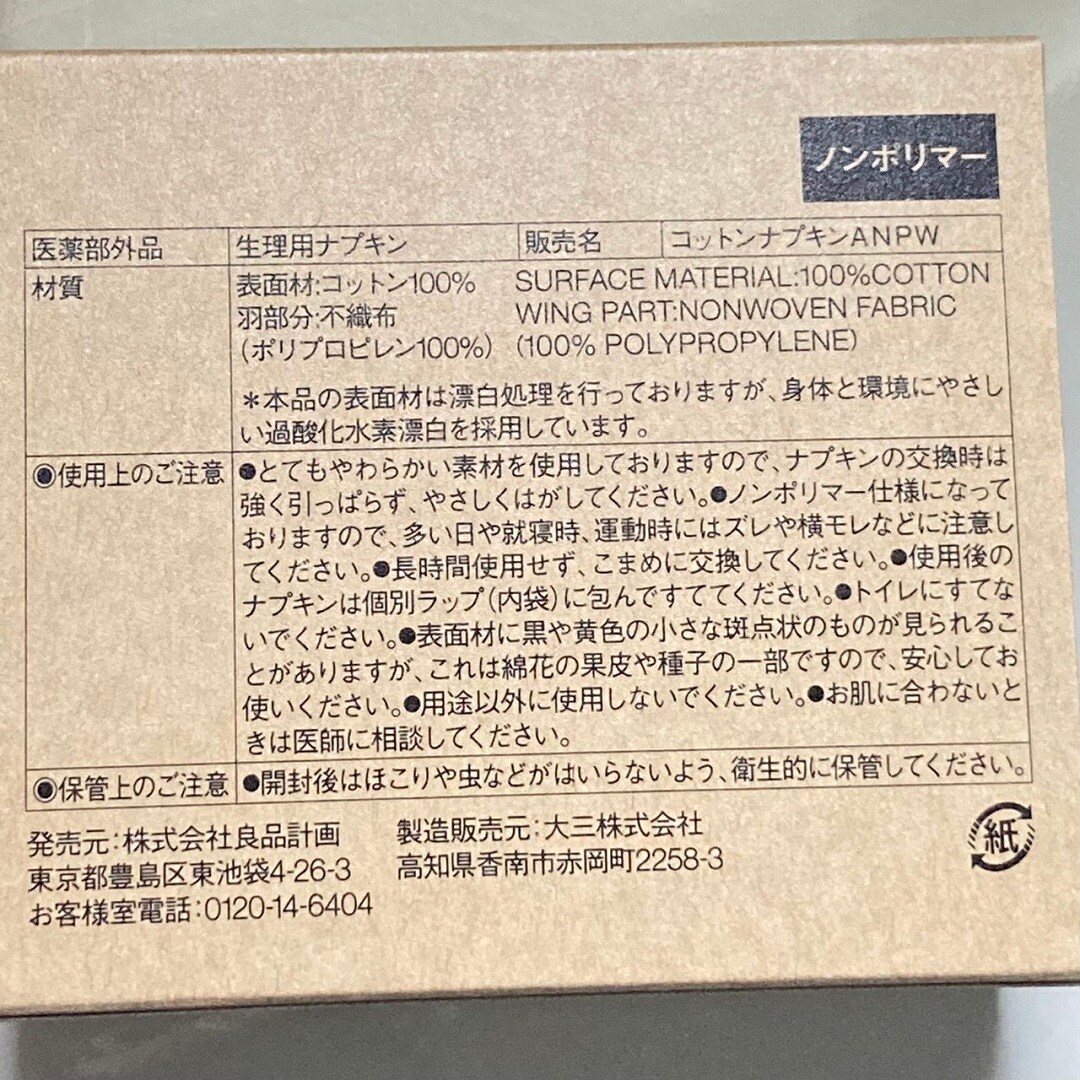 ノンポリマー
医薬部外品 生理用ナプキン 販売名 コットンナプキンANPW
材質 表面材:コットン100% SURFACE MATERIAL:100%COTTON
羽部分:不織布 WING PART:NONWOVEN FABRIC
(ポリプロピレン100%) (100% POLYPROPYLENE)
＊本品の表面材は漂白処理を行っておりますが、身体と環境にやさし
い過酸化水素漂白を採用しています。
◉使用上のご注意 ●とてもやわらかい素材を使用しておりますので、ナプキンの交換時は
強く引っぱらず、やさしくはがしてください。●ノンポリマー仕様になって
おりますので、多い日や就寝時、運動時にはズレや横モレなどに注意し
てください。●長時間使用せず、こまめに交換してください。●使用後の
ナプキンは個別ラップ(内袋)に包んですててください。●トイレにすてな
いでください。●表面材に黒や黄色の小さな斑点状のものが見られるこ
とがありますが、これは綿花の果皮や種子の一部ですので、安心してお
使いください。●用途以外に使用しないでください。●お肌に合わないと
きは医師に相談してください。
◉保管上のご注意 ●開封後はほこりや虫などがはいらないよう、衛生的に保管してください。
発売元:株式会社良品計画 製造販売元:大三株式会社
東京都豊島区東池袋4-26-3 高知県香南市赤岡町2258-3
お客様室電話:0120-14-6404
紙